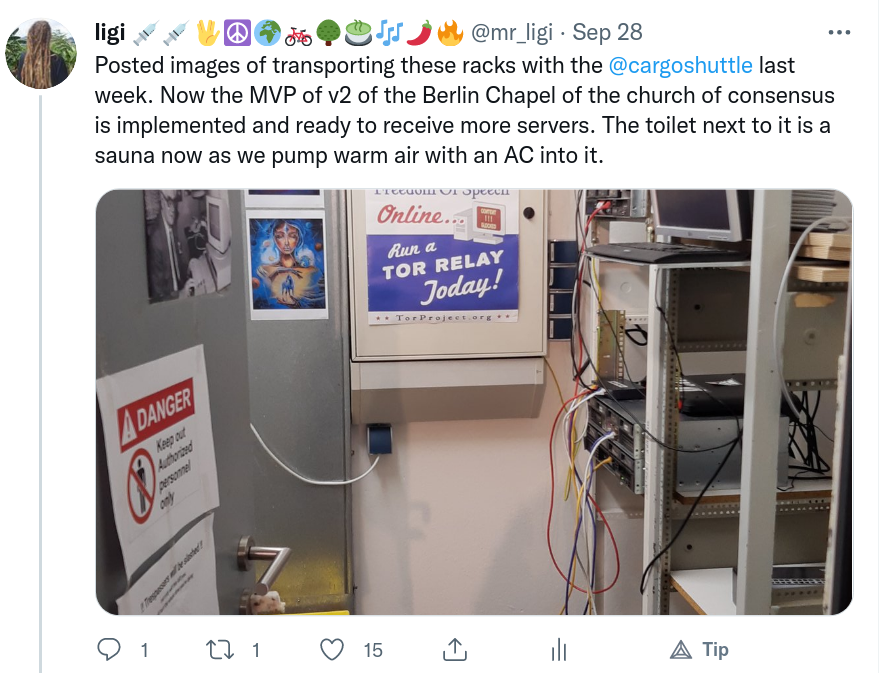 ligi 💉 💉 🖖 ☮️ 🌍 🚲 🌳 🍵 🎶 🌶️ 🔥 @mr_ligi · Sep 28
Posted images of transporting these racks with the @cargoshuttle last
week. Now the MVP of v2 of the Berlin Chapel of the church of consensus
is implemented and ready to receive more servers. The toilet next to it is a
sauna now as we pump warm air with an AC into it.
Freedom Of Speech
Online...
Run a
TOR RELAY
Today!
TorProject.org
DANGER
Keep out
Authorized
personnel
only
!! Trespassers will be slashed !!
1
1
15
Tip